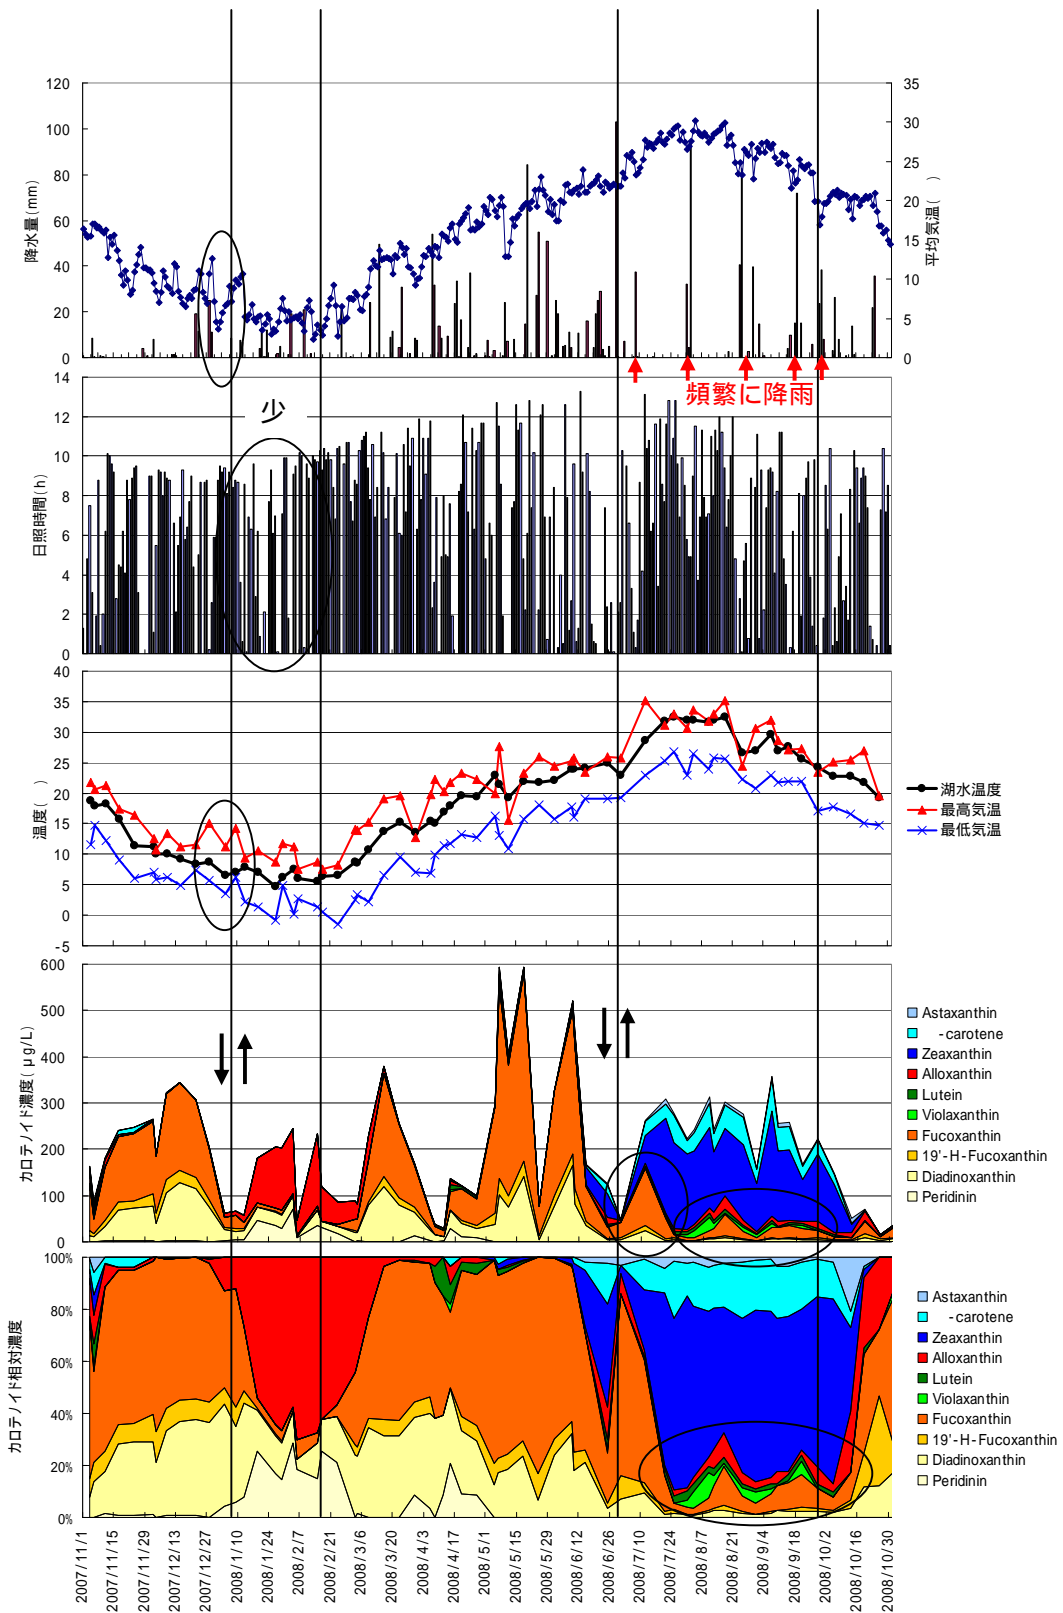 120
100
80
60
40
20
0
降水量(mm)
35
30
25
20
15
10
5
0
平均気温( )
頻繁に降雨
14
12
10
8
6
4
2
0
日照時間(h)
少
40
35
30
25
20
15
10
5
0
-5
温度( )
湖水温度
最高気温
最低気温
600
500
400
300
200
100
0
カロテノイド濃度(μg/L)
Astaxanthin
-carotene
Zeaxanthin
Alloxanthin
Lutein
Violaxanthin
Fucoxanthin
19'-H-Fucoxanthin
Diadinoxanthin
Peridinin
100%
80%
60%
40%
20%
0%
カロテノイド相対濃度
Astaxanthin
-carotene
Zeaxanthin
Alloxanthin
Lutein
Violaxanthin
Fucoxanthin
19'-H-Fucoxanthin
Diadinoxanthin
Peridinin
2007/11/1
2007/11/15
2007/11/29
2007/12/13
2007/12/27
2008/1/10
2008/1/24
2008/2/7
2008/2/21
2008/3/6
2008/3/20
2008/4/3
2008/4/17
2008/5/1
2008/5/15
2008/5/29
2008/6/12
2008/6/26
2008/7/10
2008/7/24
2008/8/7
2008/8/21
2008/9/4
2008/9/18
2008/10/2
2008/10/16
2008/10/30